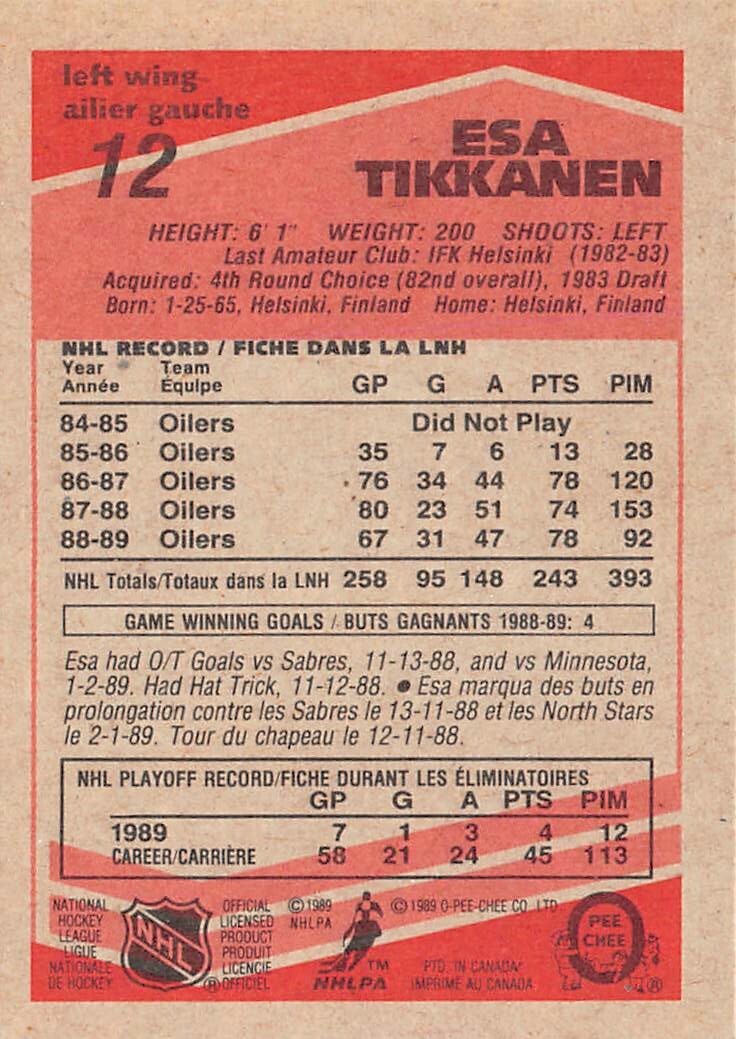 left wing
ailier gauche
12
ESA
TIKKANEN
HEIGHT: 6' 1" WEIGHT: 200 SHOOTS: LEFT
Last Amateur Club: IFK Helsinki (1982-83)
Acquired: 4th Round Choice (82nd overall), 1983 Draft
Born: 1-25-65, Helsinki, Finland Home: Helsinki, Finland
NHL RECORD / FICHE DANS LA LNH
Year Team
Année Équipe GP G A PTS PIM
84-85 Oilers Did Not Play
85-86 Oilers 35 7 6 13 28
86-87 Oilers 76 34 44 78 120
87-88 Oilers 80 23 51 74 153
88-89 Oilers 67 31 47 78 92
NHL Totals/Totaux dans la LNH 258 95 148 243 393
GAME WINNING GOALS / BUTS GAGNANTS 1988-89: 4
Esa had O/T Goals vs Sabres, 11-13-88, and vs Minnesota,
1-2-89. Had Hat Trick, 11-12-88. ● Esa marqua des buts en
prolongation contre les Sabres le 13-11-88 et les North Stars
le 2-1-89. Tour du chapeau le 12-11-88.
NHL PLAYOFF RECORD/FICHE DURANT LES ÉLIMINATOIRES
GP G A PTS PIM
1989 7 1 3 4 12
CAREER/CARRIÈRE 58 21 24 45 113
NATIONAL
HOCKEY
LEAGUE
LIGUE
NATIONALE
DE HOCKEY
NHL
OFFICIAL
LICENSED
PRODUCT
PRODUIT
LICENCIE
® OFFICIEL
© 1989
NHLPA
TM
NHLPA
© 1989 O-PEE-CHEE CO. LTD
PTD. IN CANADA
IMPRIME AU CANADA
O
PEE
CHEE
®